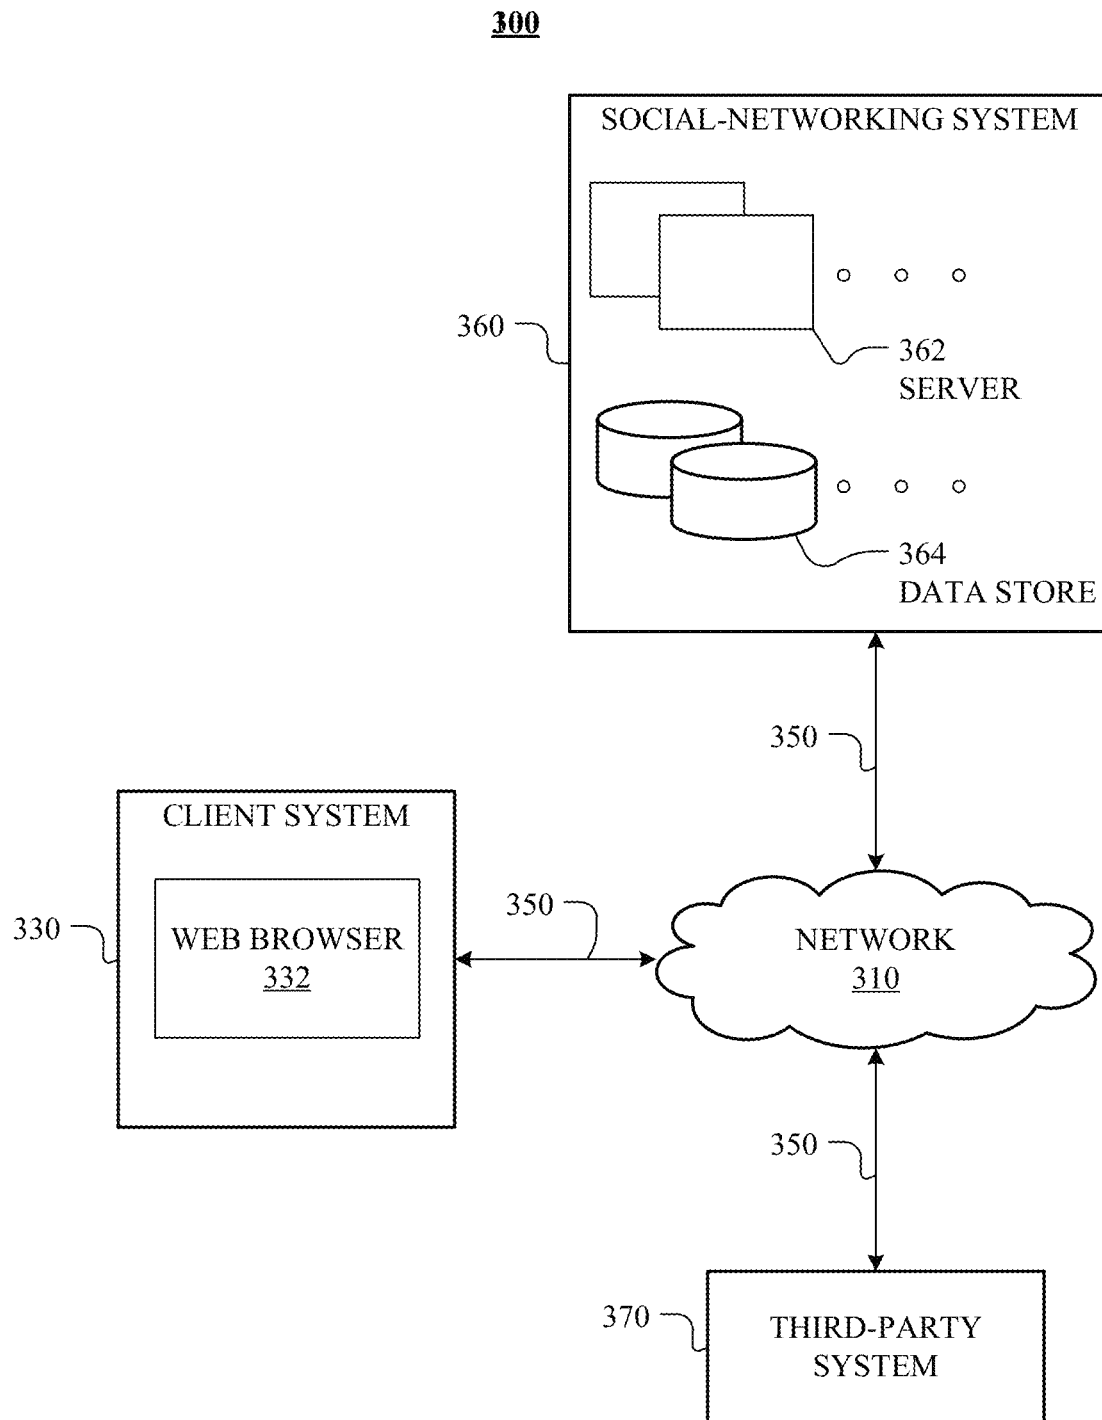 300
SOCIAL-NETWORKING SYSTEM
360
362
SERVER
364
DATA STORE
350
CLIENT SYSTEM
330
WEB BROWSER
332
350
NETWORK
310
350
370
THIRD-PARTY
SYSTEM